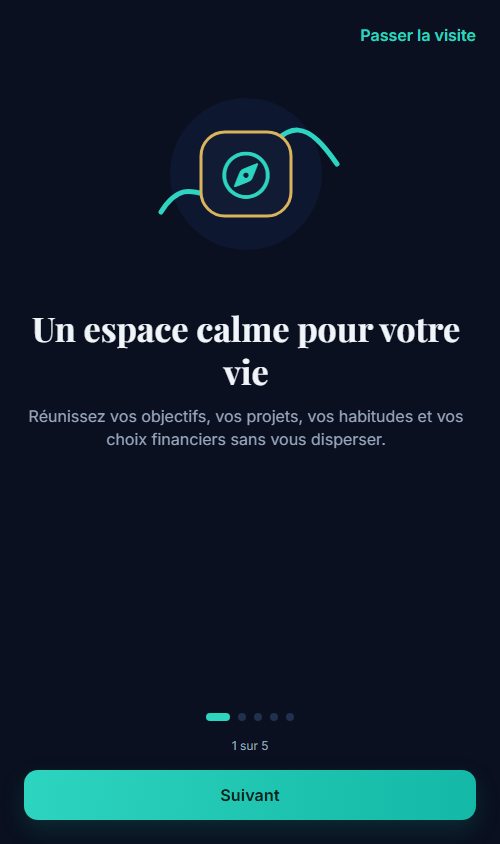 Passer la visite
Un espace calme pour votre
vie
Réunissez vos objectifs, vos projets, vos habitudes et vos
choix financiers sans vous disperser.
1 sur 5
Suivant